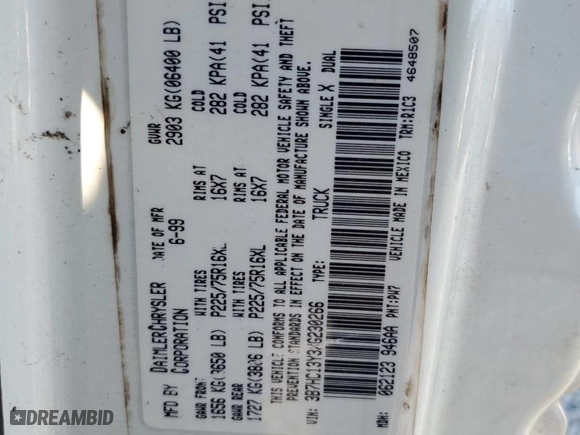 MFD BY DAIMLERCHRYSLER CORPORATION
DATE OF MFR 6-99
GVWR 2903 KG(06400 LB)
GAWR FRONT WITH TIRES RIMS AT COLD
1656 KG(3650 LB) P225/75R16XL 16X7 282 KPA(41 PSI
GAWR REAR WITH TIRES RIMS AT COLD
1727 KG( LB) P225/75R16XL 16X7 282 KPA(41 PSI
THIS VEHICLE CONFORMS TO ALL APPLICABLE FEDERAL MOTOR VEHICLE SAFETY AND THEFT
PREVENTION STANDARDS IN EFFECT ON THE DATE OF MANUFACTURE SHOWN ABOVE.
VIN: TYPE: TRUCK SINGLE X DUAL
MDH: 062123 946AA PNT:PW7 VEHICLE MADE IN MEXICO TRM:R1C3 4648507
DREAMBID